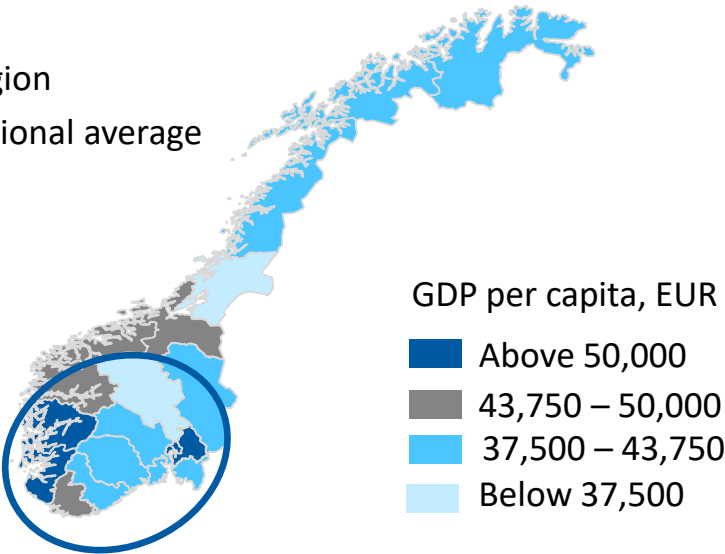 gion
ional average
GDP per capita, EUR
Above 50,000
43,750 – 50,000
37,500 – 43,750
Below 37,500